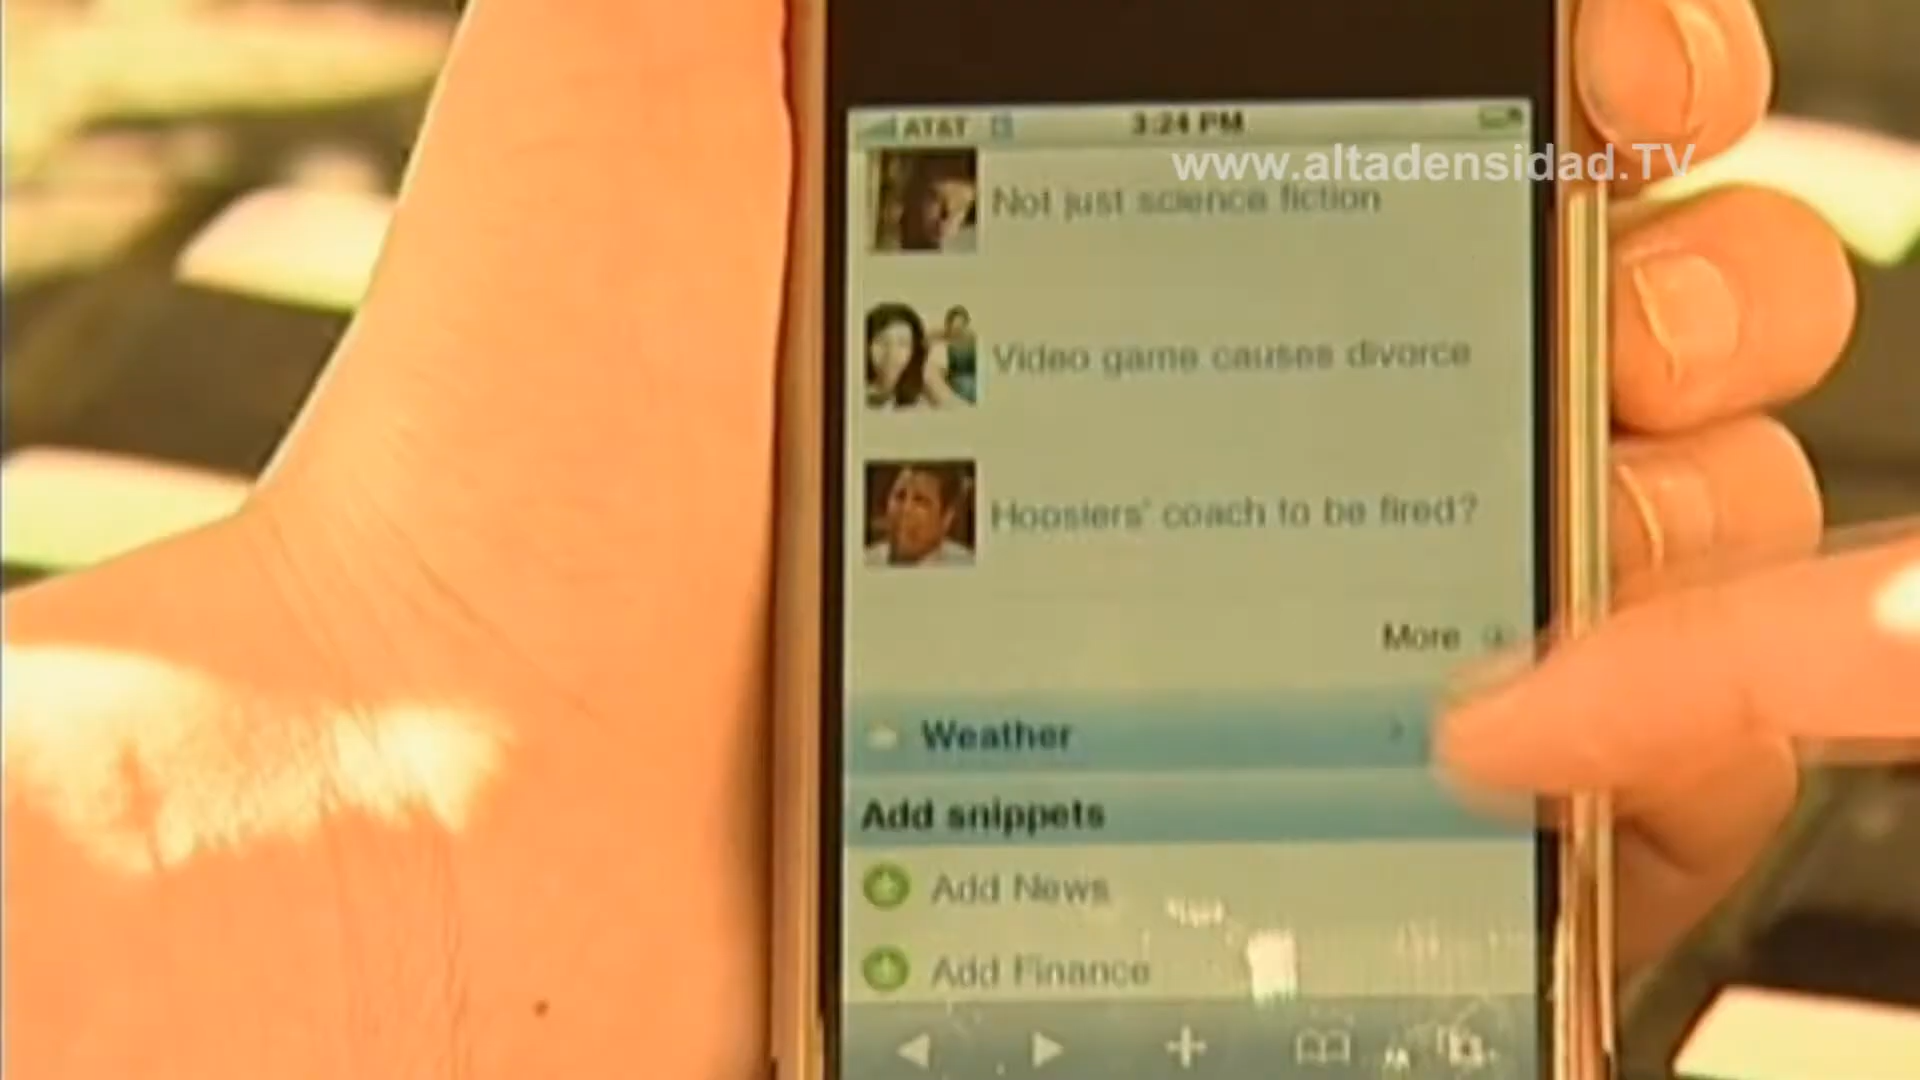 AT&T 3:24 PM
www.altadensidad.TV
Not just science fiction
Video game causes divorce
Hoosiers' coach to be fired?
More
Weather
Add snippets
Add News
Add Finance